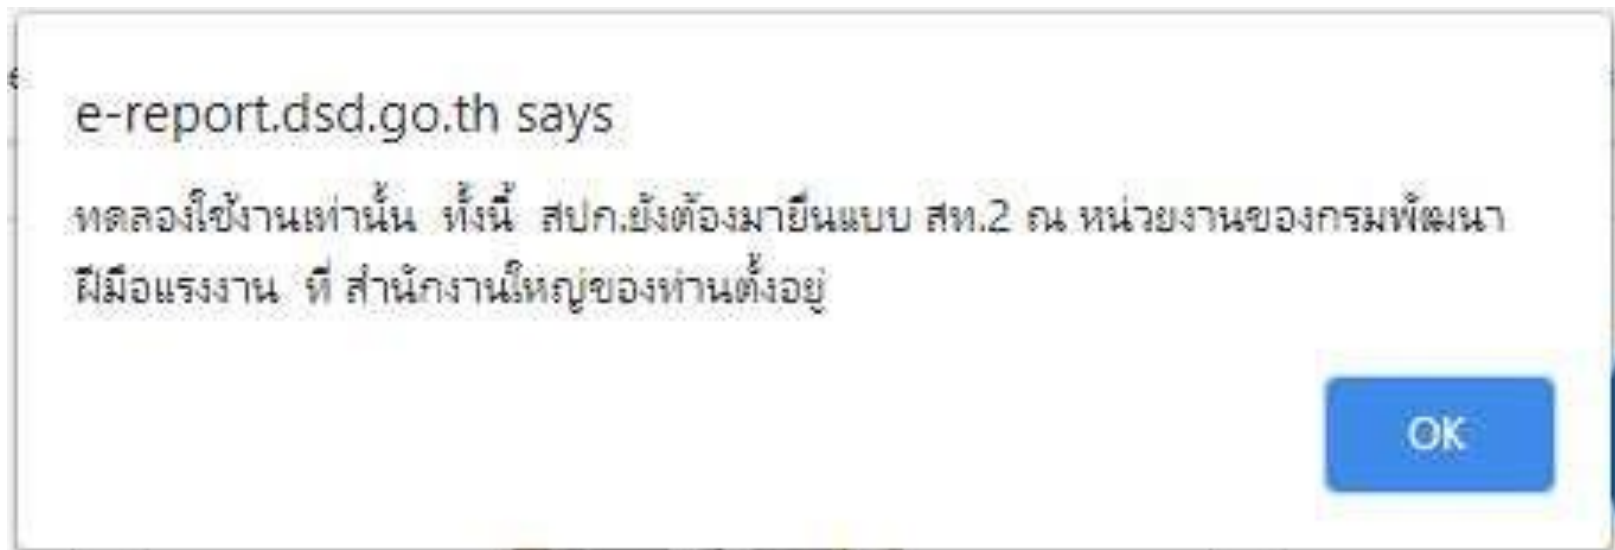 e-report.dsd.go.th says
ทดลองใช้งานเท่านั้น ทั้งนี้ สปก.ยังต้องมายื่นแบบ สท.2 ณ หน่วยงานของกรมพัฒนา
ฝีมือแรงงาน ที่ สำนักงานใหญ่ของท่านตั้งอยู่
OK